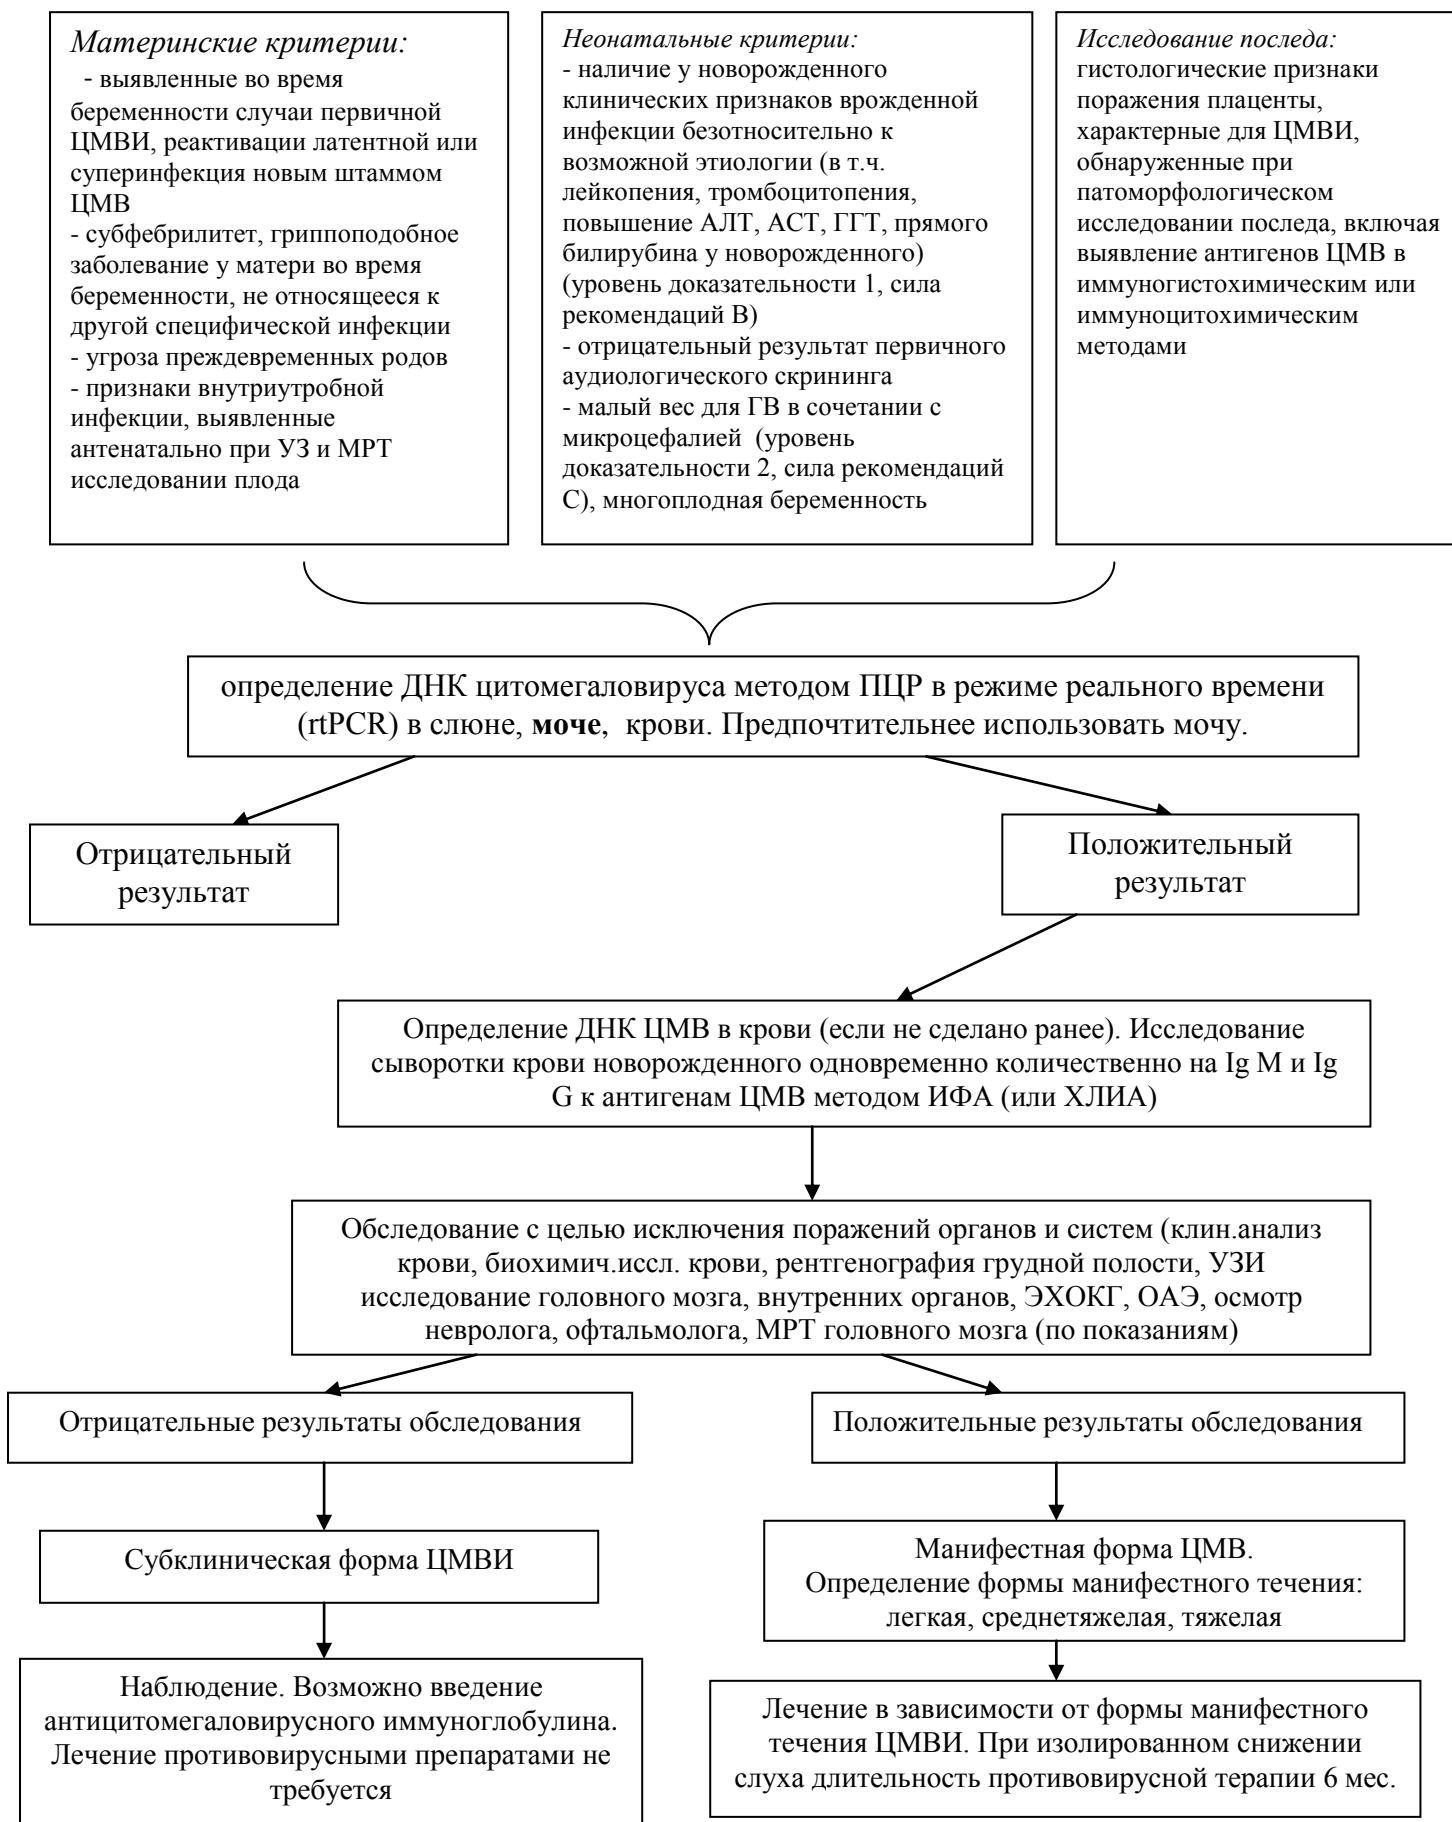 Материнские критерии:
- выявленные во время
беременности случаи первичной
ЦМВИ, реактивации латентной или
суперинфекция новым штаммом
ЦМВ
- субфебрилитет, гриппоподобное
заболевание у матери во время
беременности, не относящееся к
другой специфической инфекции
- угроза преждевременных родов
- признаки внутриутробной
инфекции, выявленные
антенатально при УЗ и МРТ
исследовании плода
Неонатальные критерии:
- наличие у новорожденного
клинических признаков врожденной
инфекции безотносительно к
возможной этиологии (в т.ч.
лейкопения, тромбоцитопения,
повышение АЛТ, АСТ, ГГТ, прямого
билирубина у новорожденного)
(уровень доказательности 1, сила
рекомендаций В)
- отрицательный результат первичного
аудиологического скрининга
- малый вес для ГВ в сочетании с
микроцефалией (уровень
доказательности 2, сила рекомендаций
С), многоплодная беременность
Исследование последа:
гистологические признаки
поражения плаценты,
характерные для ЦМВИ,
обнаруженные при
патоморфологическом
исследовании последа, включая
выявление антигенов ЦМВ в
иммуногистохимическим или
иммуноцитохимическим
методами
определение ДНК цитомегаловируса методом ПЦР в режиме реального времени
(rtPCR) в слюне, моче, крови. Предпочтительнее использовать мочу.
Отрицательный
результат
Положительный
результат
Определение ДНК ЦМВ в крови (если не сделано ранее). Исследование
сыворотки крови новорожденного одновременно количественно на Ig M и Ig
G к антигенам ЦМВ методом ИФА (или ХЛИА)
Обследование с целью исключения поражений органов и систем (клин.анализ
крови, биохимич.иссл. крови, рентгенография грудной полости, УЗИ
исследование головного мозга, внутренних органов, ЭХОКГ, ОАЭ, осмотр
невролога, офтальмолога, МРТ головного мозга (по показаниям)
Отрицательные результаты обследования
Положительные результаты обследования
Субклиническая форма ЦМВИ
Манифестная форма ЦМВ.
Определение формы манифестного течения:
легкая, среднетяжелая, тяжелая
Наблюдение. Возможно введение
антицитомегаловирусного иммуноглобулина.
Лечение противовирусными препаратами не
требуется
Лечение в зависимости от формы манифестного
течения ЦМВИ. При изолированном снижении
слуха длительность противовирусной терапии 6 мес.